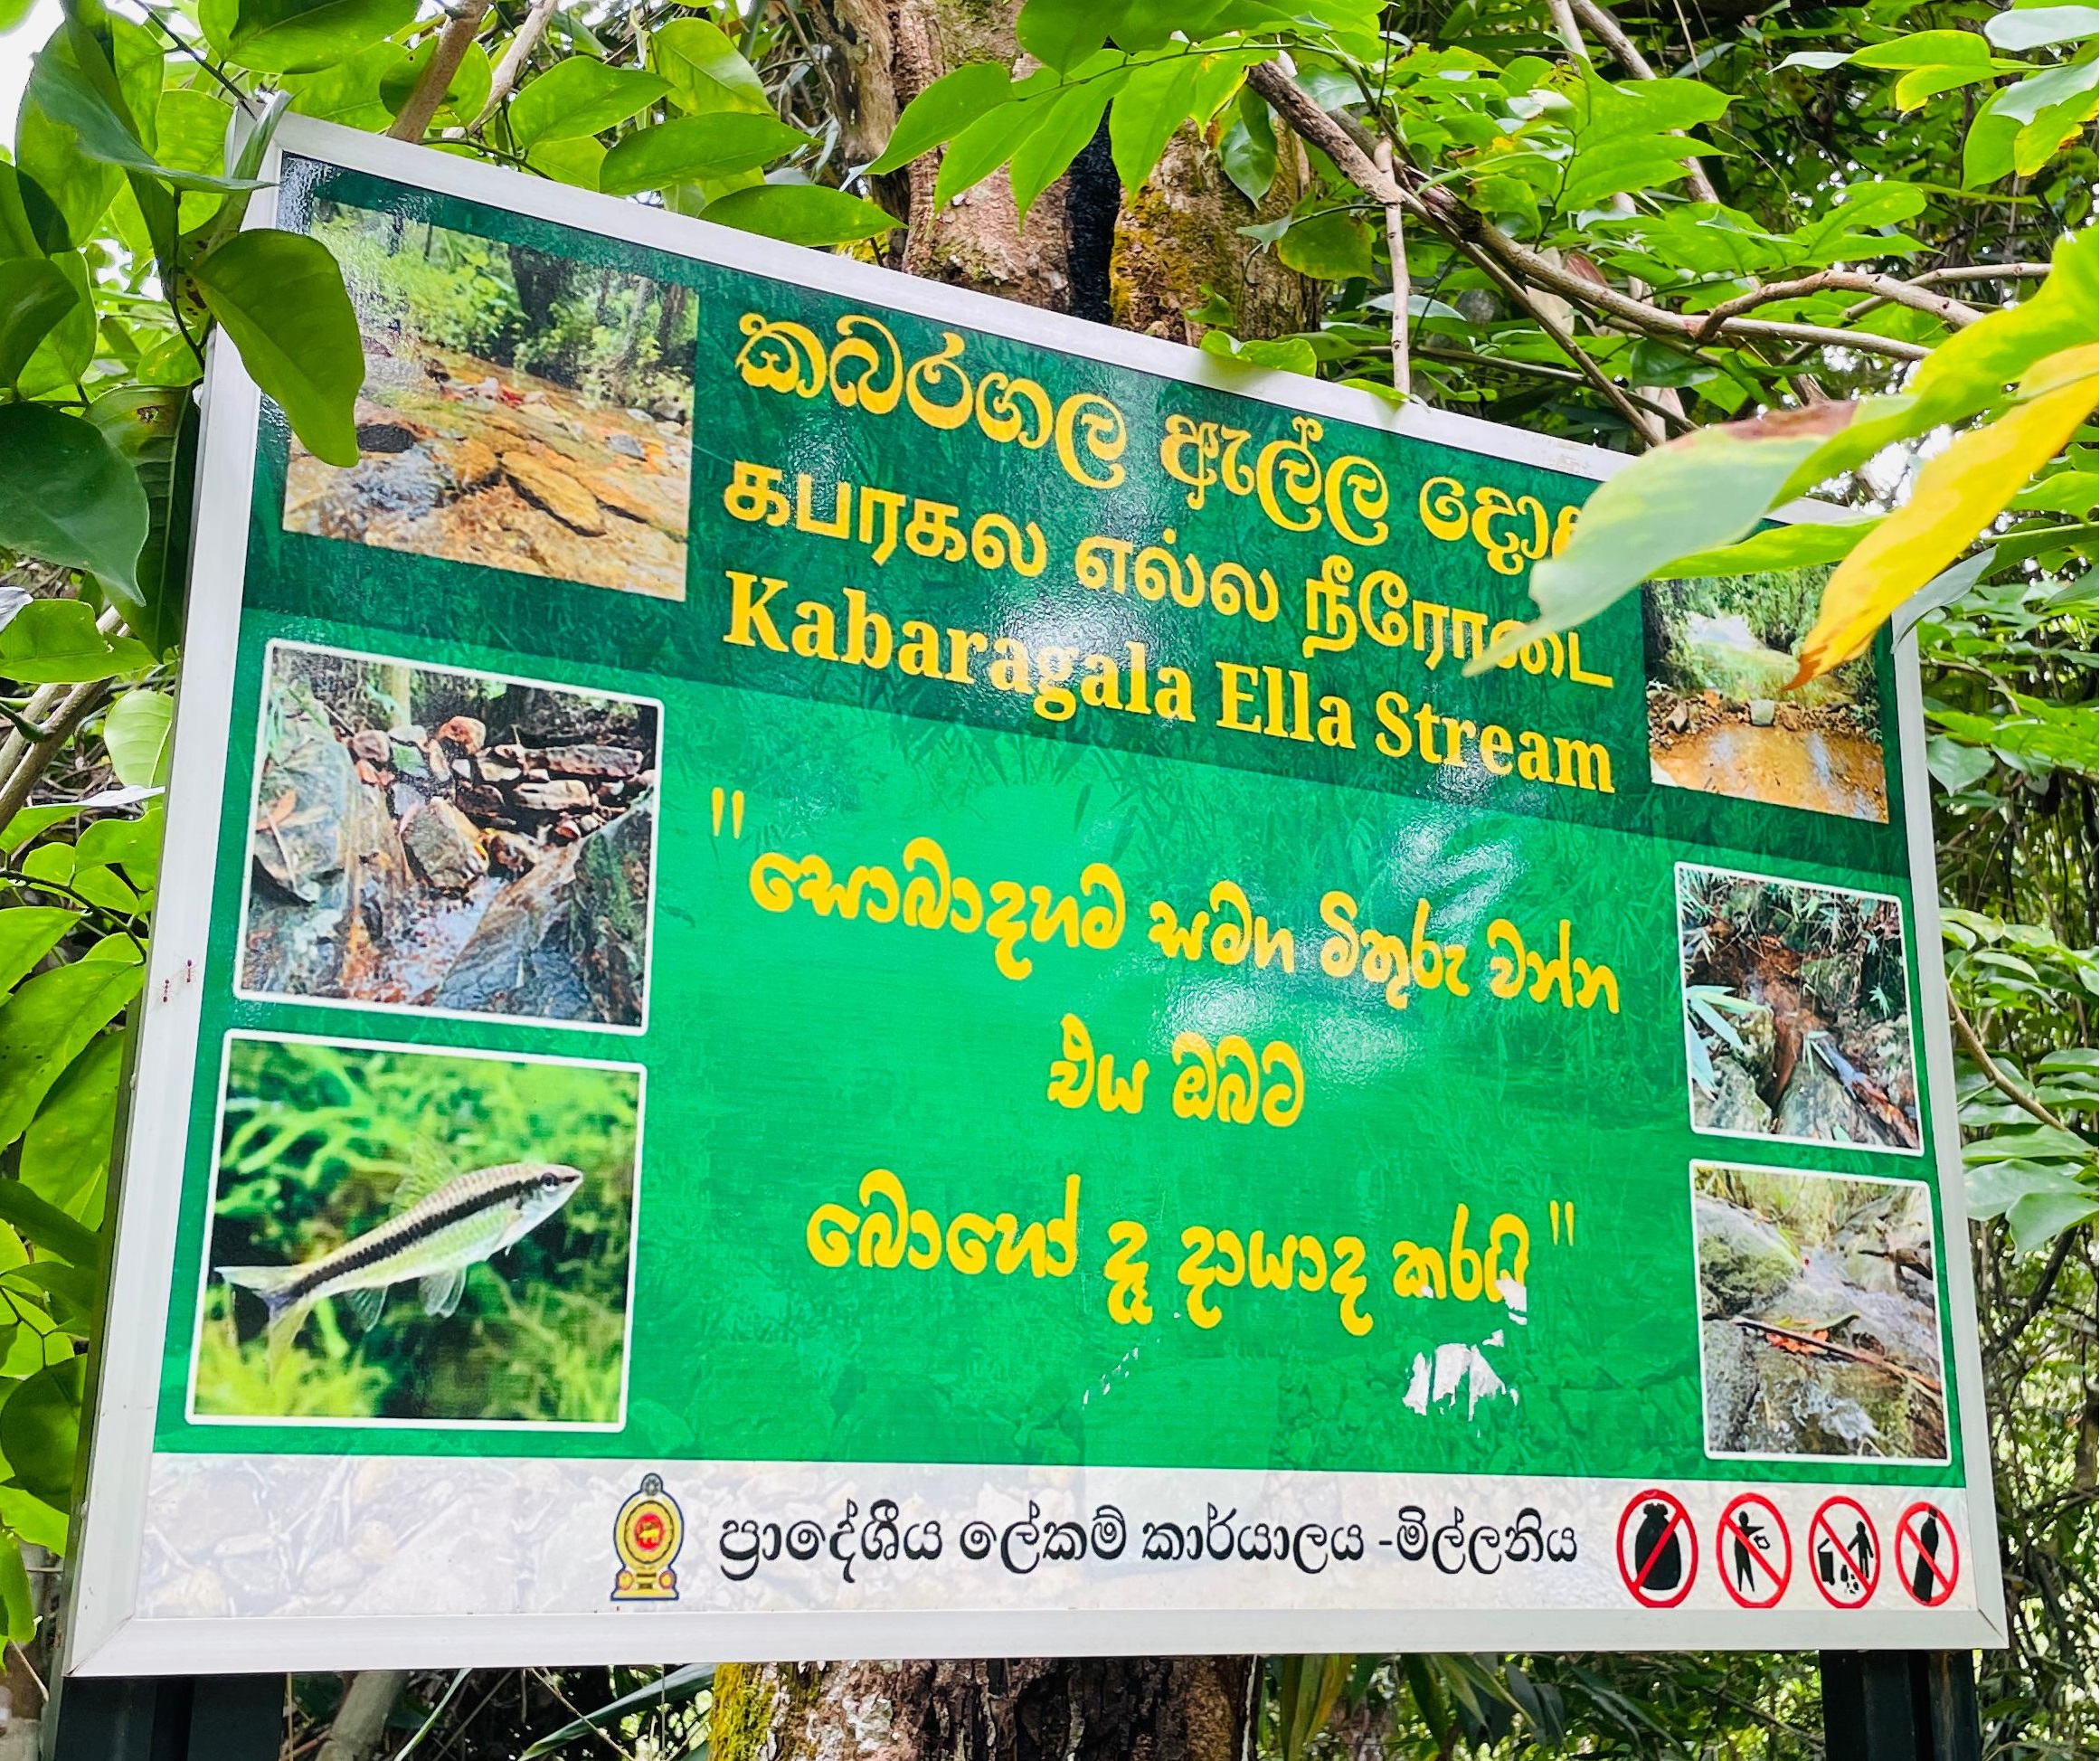 කබරගල ඇල්ල
கபரகல எல்ல நீரோடை
Kabaragala Ella Stream
"සොබාදහම සමග මිතුරු වන්න
එය ඔබට
බොහෝ දෑ දායාද කරයි"
ප්‍රාදේශීය ලේකම් කාර්යාලය -මිල්ලනිය